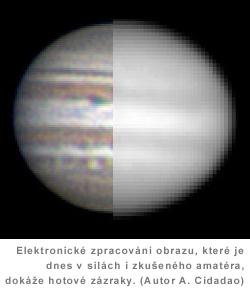 Elektronické zpracování obrazu, které je
dnes v silách i zkušeného amatéra,
dokáže hotové zázraky. (Autor A. Cidadao)